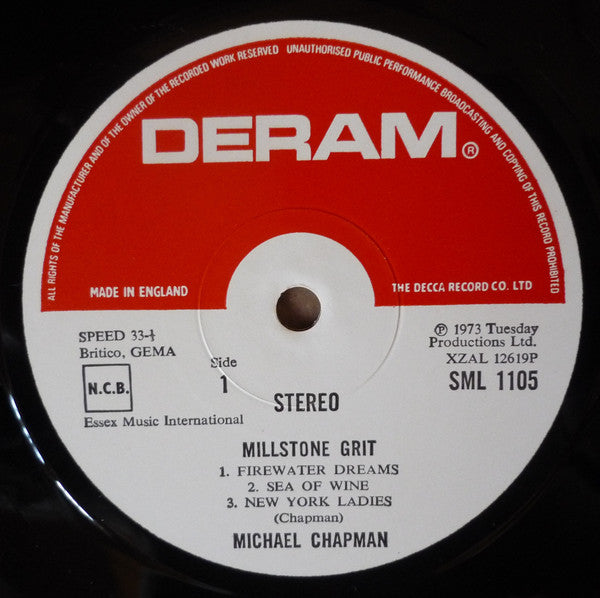 ALL RIGHTS OF THE MANUFACTURER AND OF THE OWNER OF THE RECORDED WORK RESERVED UNAUTHORISED PUBLIC PERFORMANCE BROADCASTING AND COPYING OF THIS RECORD PROHIBITED
DERAM®
MADE IN ENGLAND
THE DECCA RECORD CO. LTD
SPEED 33-⅓
Britico, GEMA
N.C.B.
Essex Music International
Side
1
STEREO
℗ 1973 Tuesday
Productions Ltd.
XZAL 12619P
SML 1105
MILLSTONE GRIT
1. FIREWATER DREAMS
2. SEA OF WINE
3. NEW YORK LADIES
(Chapman)
MICHAEL CHAPMAN